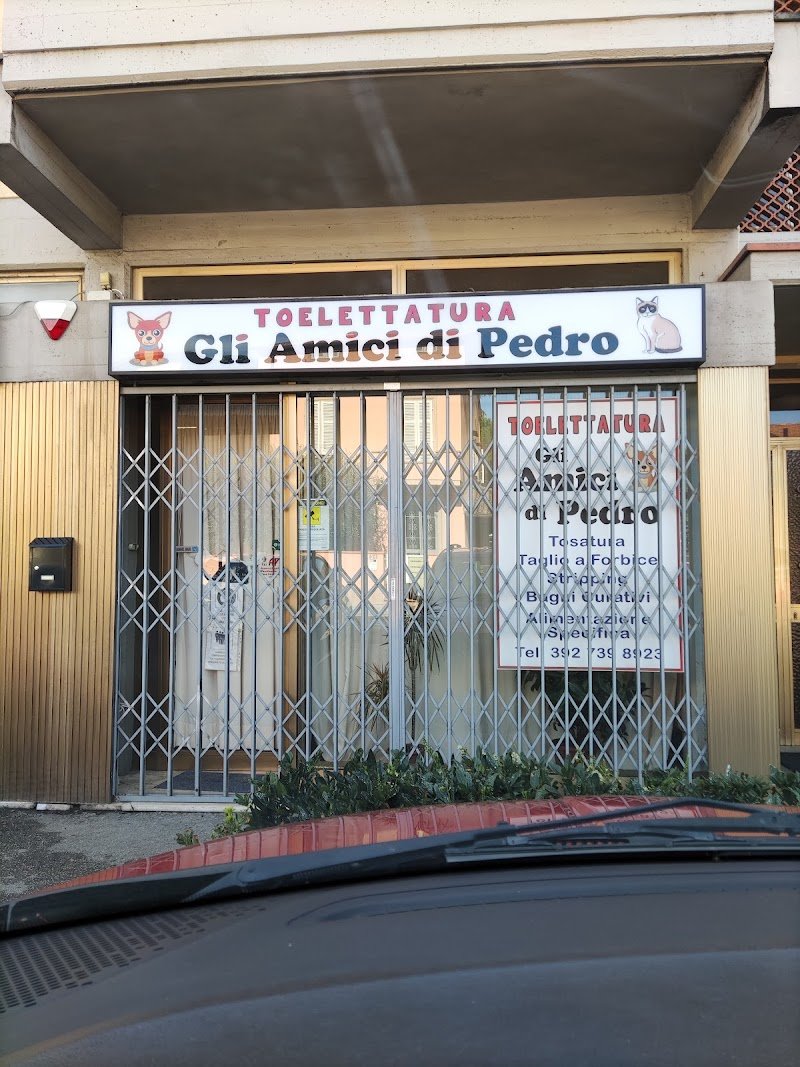 TOELETTATURA
Gli Amici di Pedro
TOELETTATURA
Gli
Amici
di Pedro
Tosatura
Taglio a Forbice
Stripping
Bagni Curativi
Alimentazione
Specifica
Tel. 392 739 8923